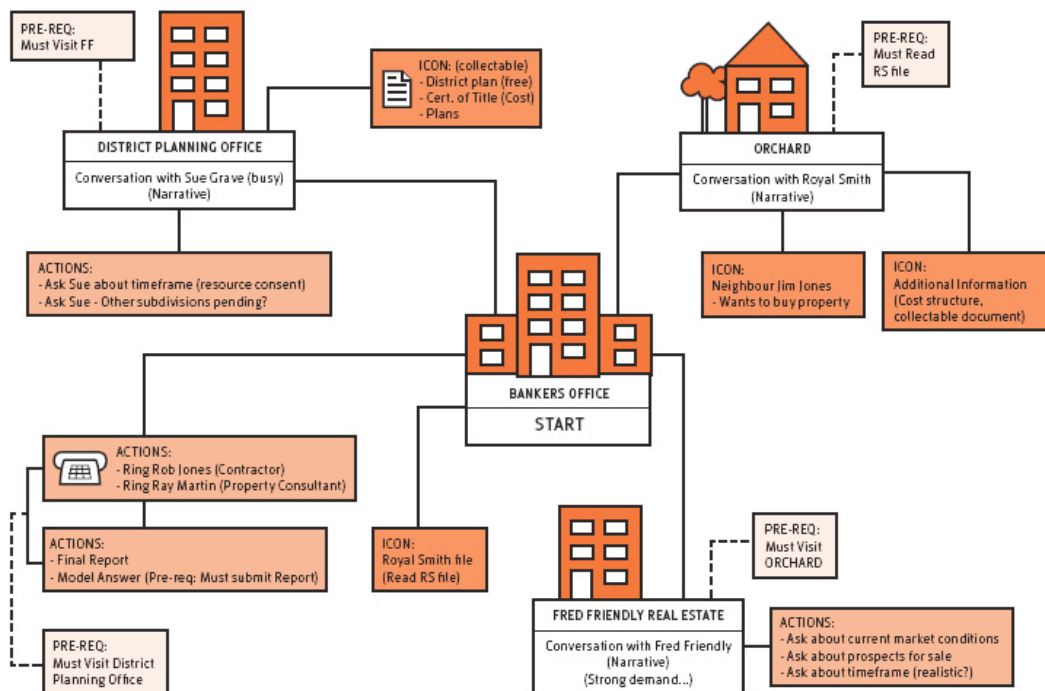 PRE-REQ:
Must Visit FF
ICON: (collectable)
- District plan (free)
- Cert. of Title (Cost)
- Plans
DISTRICT PLANNING OFFICE
Conversation with Sue Grave (busy)
(Narrative)
ACTIONS:
- Ask Sue about timeframe (resource consent)
- Ask Sue - Other subdivisions pending?
PRE-REQ:
Must Read
RS file
ORCHARD
Conversation with Royal Smith
(Narrative)
ICON:
Neighbour Jim Jones
- Wants to buy property
ICON:
Additional Information
(Cost structure,
collectable document)
BANKERS OFFICE
START
ACTIONS:
- Ring Rob Jones (Contractor)
- Ring Ray Martin (Property Consultant)
ACTIONS:
- Final Report
- Model Answer (Pre-req: Must submit Report)
PRE-REQ:
Must Visit District
Planning Office
ICON:
Royal Smith file
(Read RS file)
PRE-REQ:
Must Visit
ORCHARD
FRED FRIENDLY REAL ESTATE
Conversation with Fred Friendly
(Narrative)
(Strong demand...)
ACTIONS:
- Ask about current market conditions
- Ask about prospects for sale
- Ask about timeframe (realistic?)